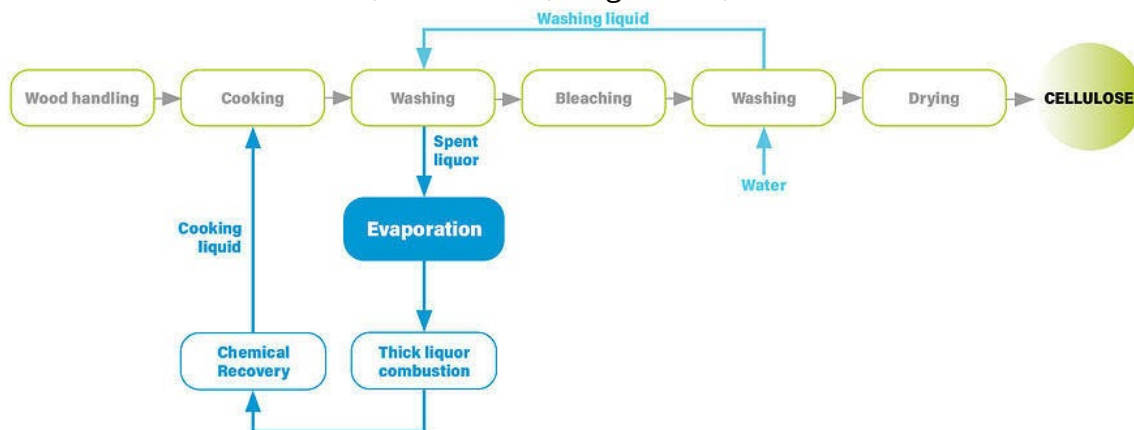 Washing liquid
Wood handling
Cooking
Washing
Bleaching
Washing
Drying
CELLULOSE
Spent
liquor
Water
Cooking
liquid
Evaporation
Chemical
Recovery
Thick liquor
combustion